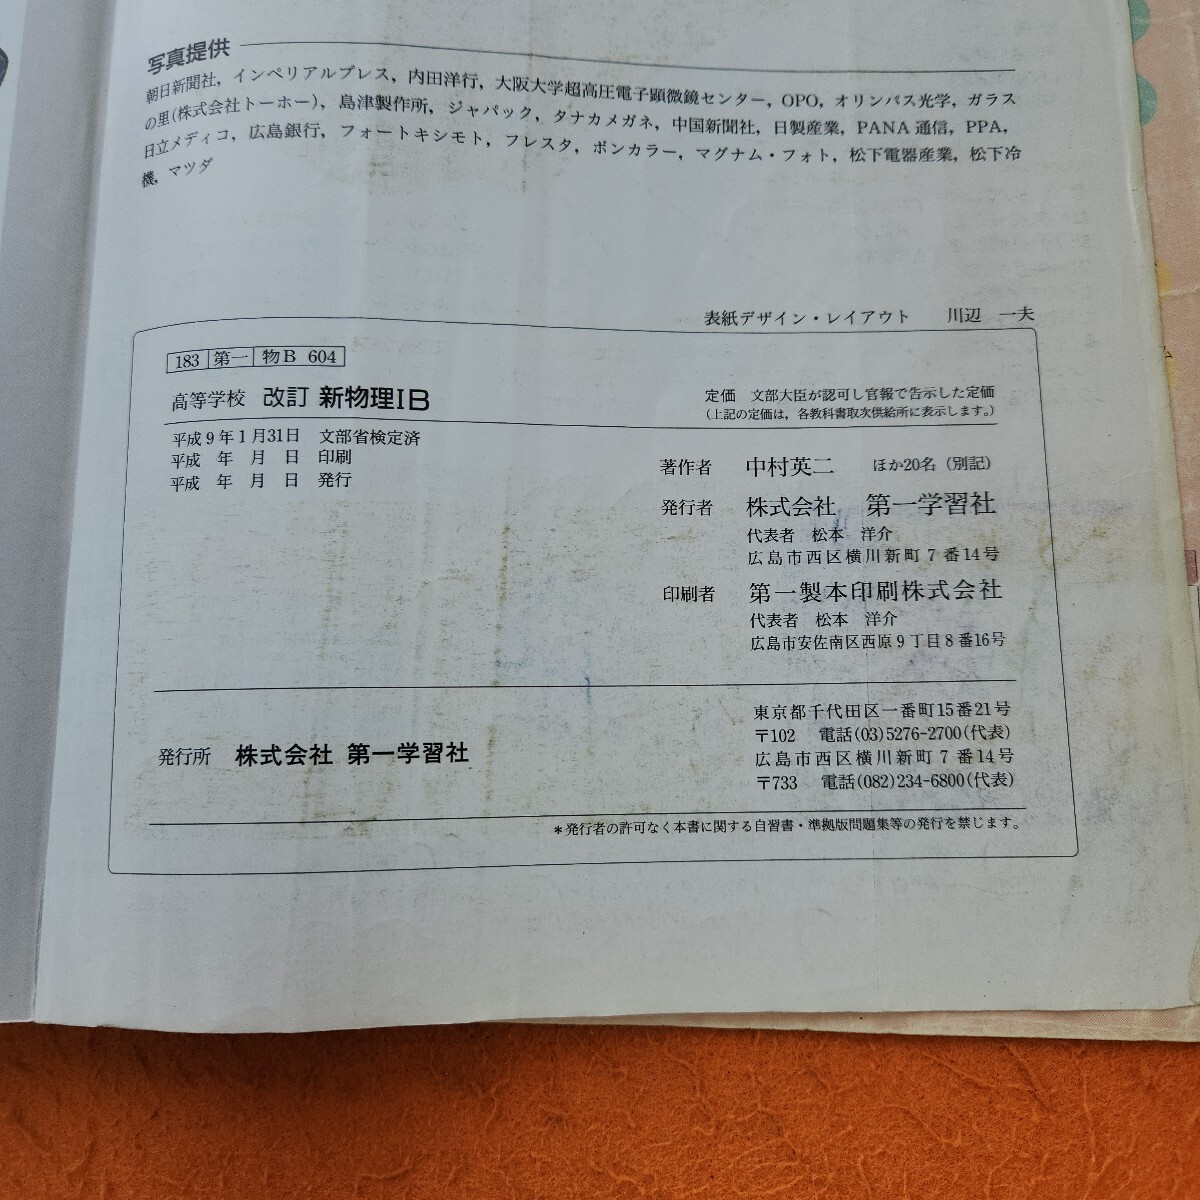 写真提供
朝日新聞社，インペリアルプレス，内田洋行，大阪大学超高圧電子顕微鏡センター，OPO，オリンパス光学，ガラス
の里(株式会社トーホー)，島津製作所，ジャパック，タナカメガネ，中国新聞社，日製産業，PANA通信，PPA，
日立メディコ，広島銀行，フォートキシモト，フレスタ，ボンカラー，マグナム・フォト，松下電器産業，松下冷
機，マツダ
表紙デザイン・レイアウト 川辺 一夫
183 第一 物B 604
高等学校 改訂 新物理IB
定価 文部大臣が認可し官報で告示した定価
(上記の定価は，各教科書取次供給所に表示します。)
平成9年1月31日 文部省検定済
平成 年 月 日 印刷
平成 年 月 日 発行
著作者 中村英二 ほか20名(別記)
発行者 株式会社 第一学習社
代表者 松本 洋介
広島市西区横川新町7番14号
印刷者 第一製本印刷株式会社
代表者 松本 洋介
広島市安佐南区西原9丁目8番16号
発行所 株式会社 第一学習社
東京都千代田区一番町15番21号
〒102 電話(03)5276-2700(代表)
広島市西区横川新町7番14号
〒733 電話(082)234-6800(代表)
＊発行者の許可なく本書に関する自習書・準拠版問題集等の発行を禁じます。